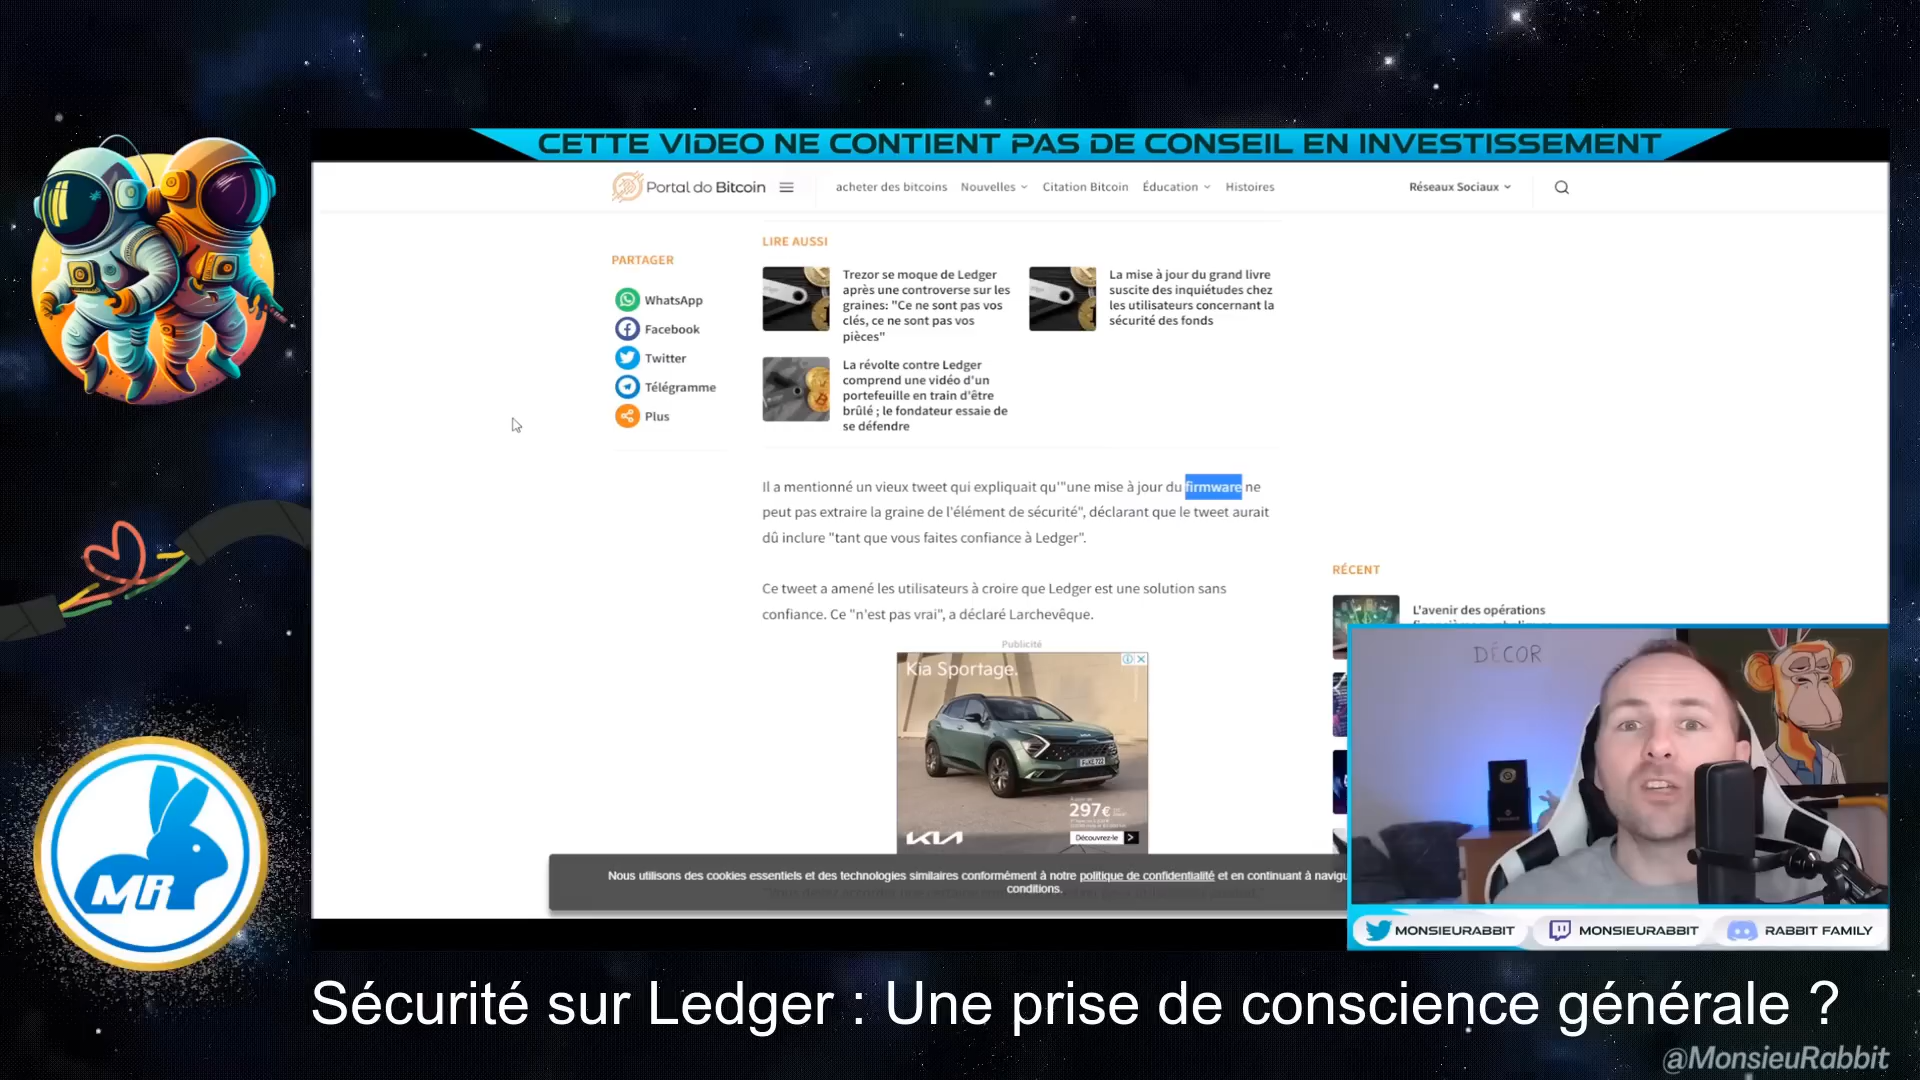 CETTE VIDEO NE CONTIENT PAS DE CONSEIL EN INVESTISSEMENT
Portal do Bitcoin
acheter des bitcoins
Nouvelles
Citation Bitcoin
Éducation
Histoires
Réseaux Sociaux
PARTAGER
WhatsApp
Facebook
Twitter
Télégramme
Plus
LIRE AUSSI
Trezor se moque de Ledger
après une controverse sur les
graines: "Ce ne sont pas vos
clés, ce ne sont pas vos
pièces"
La mise à jour du grand livre
suscite des inquiétudes chez
les utilisateurs concernant la
sécurité des fonds
La révolte contre Ledger
comprend une vidéo d'un
portefeuille en train d'être
brûlé ; le fondateur essaie de
se défendre
Il a mentionné un vieux tweet qui expliquait qu'"une mise à jour du firmware ne
peut pas extraire la graine de l'élément de sécurité", déclarant que le tweet aurait
dû inclure "tant que vous faites confiance à Ledger".
Ce tweet a amené les utilisateurs à croire que Ledger est une solution sans
confiance. Ce "n'est pas vrai", a déclaré Larchevêque.
Publicité
Kia Sportage.
297€
KIA
Découvrez-le
RÉCENT
L'avenir des opérations
Nous utilisons des cookies essentiels et des technologies similaires conformément à notre politique de confidentialité et en continuant à navigu
conditions.
DÉCOR
MONSIEURABBIT
MONSIEURABBIT
RABBIT FAMILY
MR
Sécurité sur Ledger : Une prise de conscience générale ?
@MonsieuRabbit